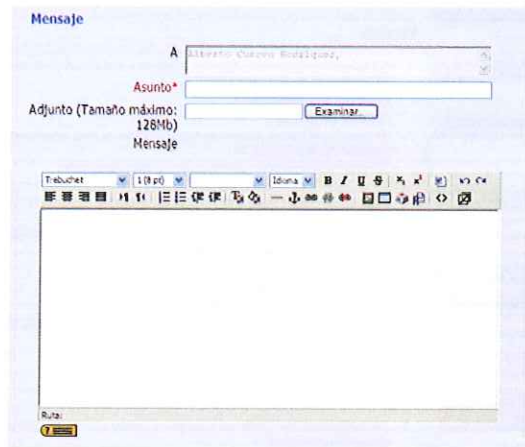 Mensaje
A
Asunto*
Adjunto (Tamaño máximo: 128Mb) Examinar...
Mensaje
Trebuchet 1 (8 pt) Idioma B I U S
Ruta: